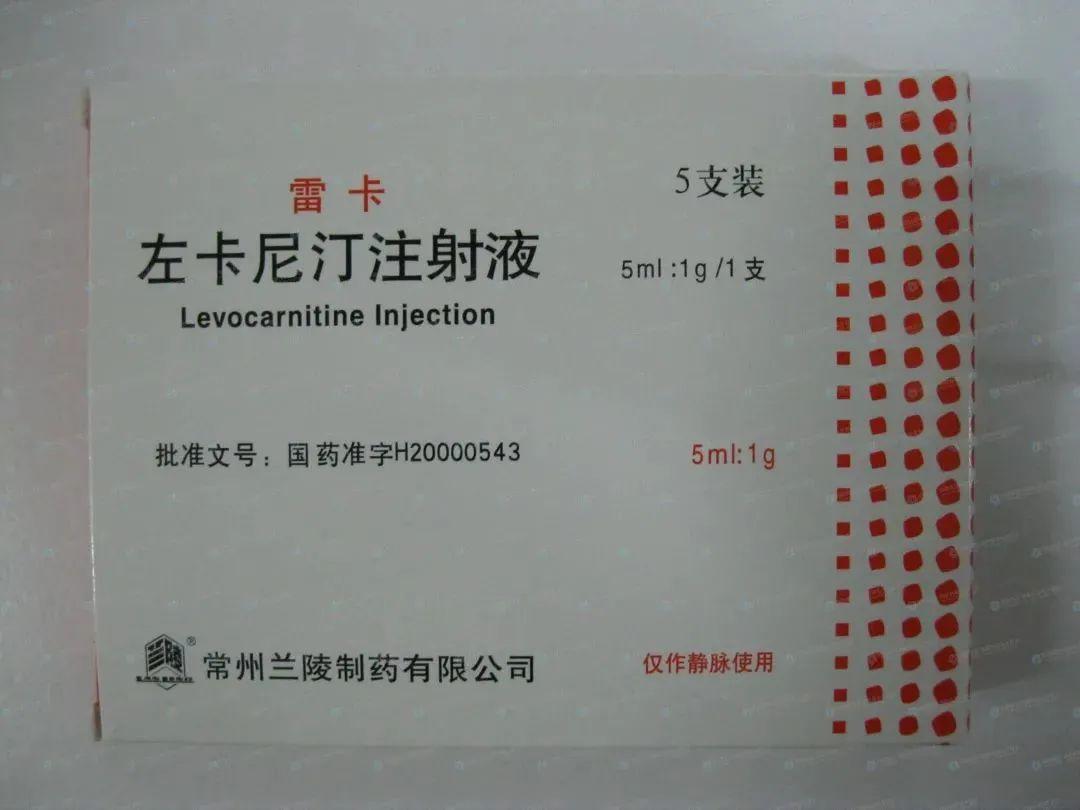 雷卡
5支装
左卡尼汀注射液
5ml:1g/1支
Levocarnitine Injection
批准文号：国药准字H20000543
5ml:1g
兰陵®
常州兰陵制药有限公司
仅作静脉使用